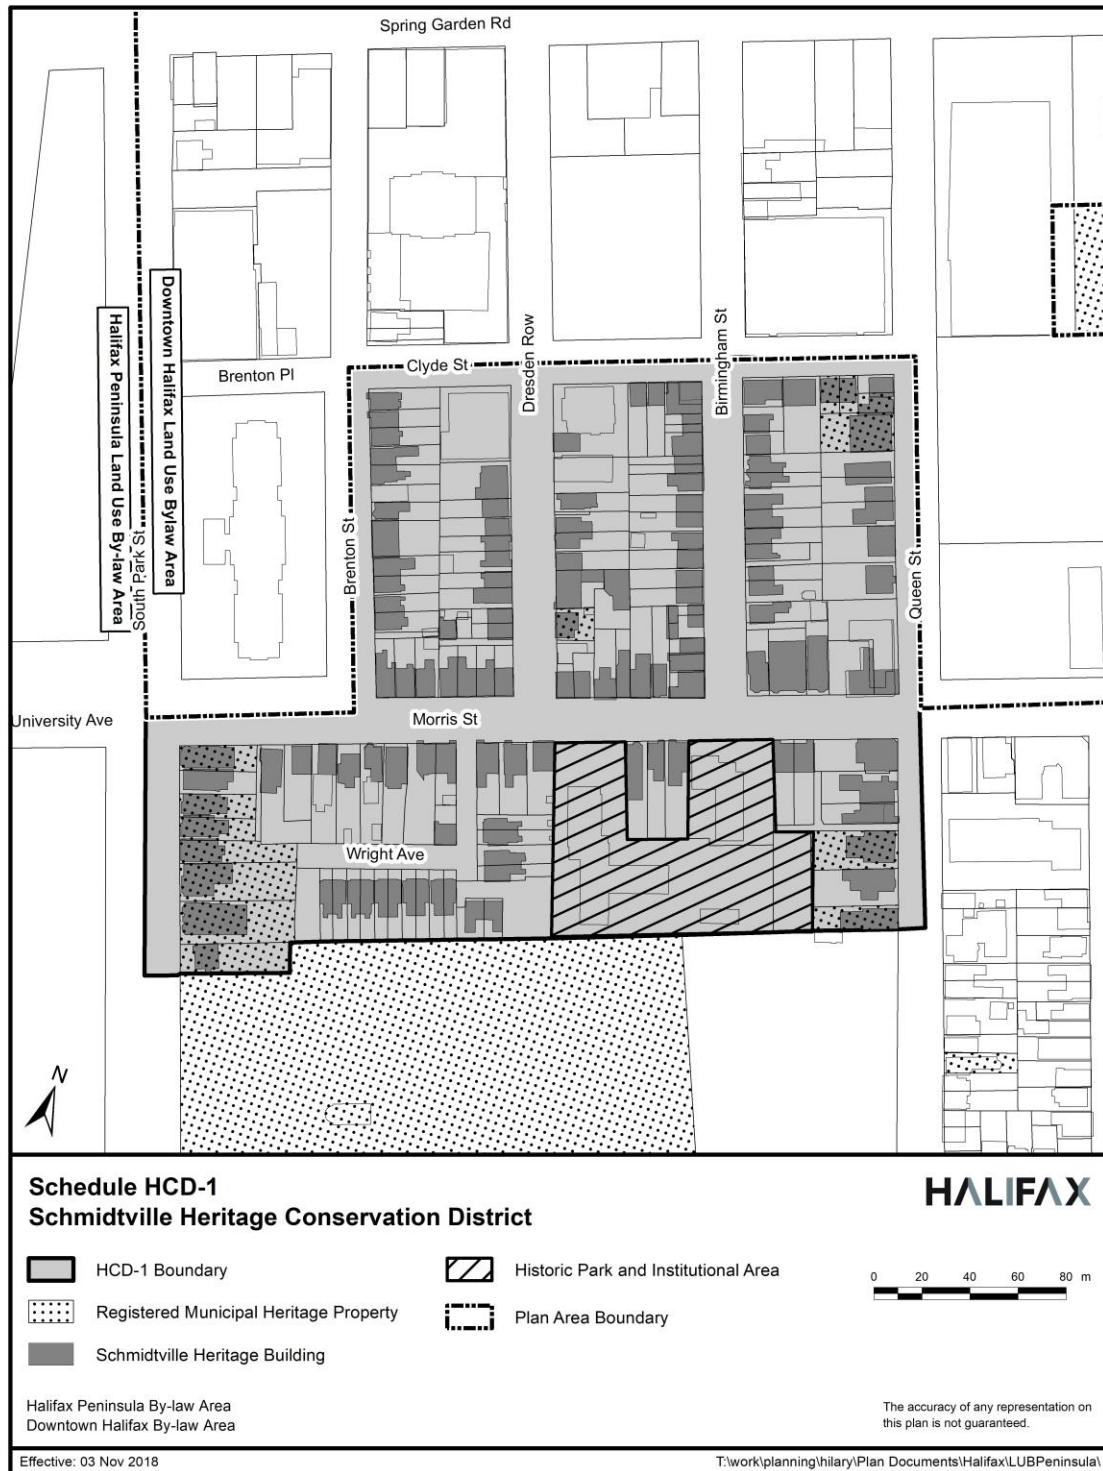 Spring Garden Rd
Downtown Halifax Land Use Bylaw Area
Halifax Peninsula Land Use By-law Area
South Park St
Brenton Pl
Clyde St
Dresden Row
Birmingham St
Brenton St
Queen St
University Ave
Morris St
Wright Ave
N
Schedule HCD-1
Schmidtville Heritage Conservation District
HALIFAX
HCD-1 Boundary
Historic Park and Institutional Area
0 20 40 60 80 m
Registered Municipal Heritage Property
Plan Area Boundary
Schmidtville Heritage Building
Halifax Peninsula By-law Area
Downtown Halifax By-law Area
The accuracy of any representation on
this plan is not guaranteed.
Effective: 03 Nov 2018
T:\work\planning\hilary\Plan Documents\Halifax\LUBPeninsula\